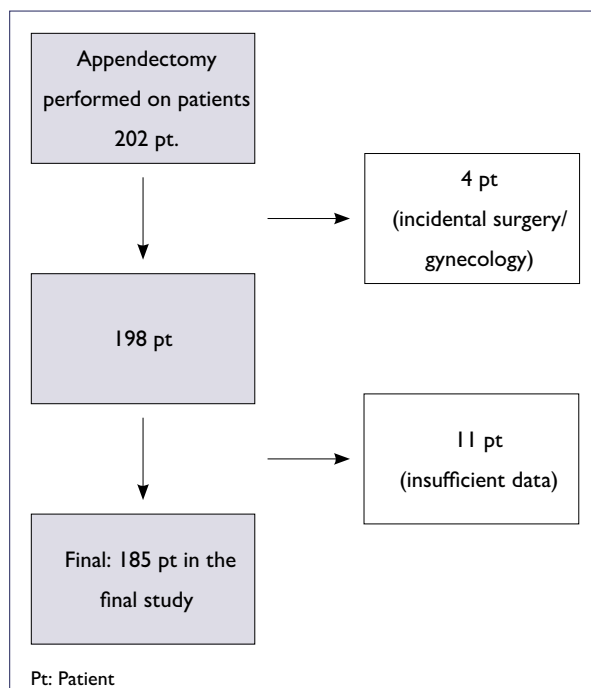 Appendectomy
performed on patients
202 pt.
4 pt
(incidental surgery/
gynecology)
198 pt
11 pt
(insufficient data)
Final: 185 pt in the
final study
Pt: Patient